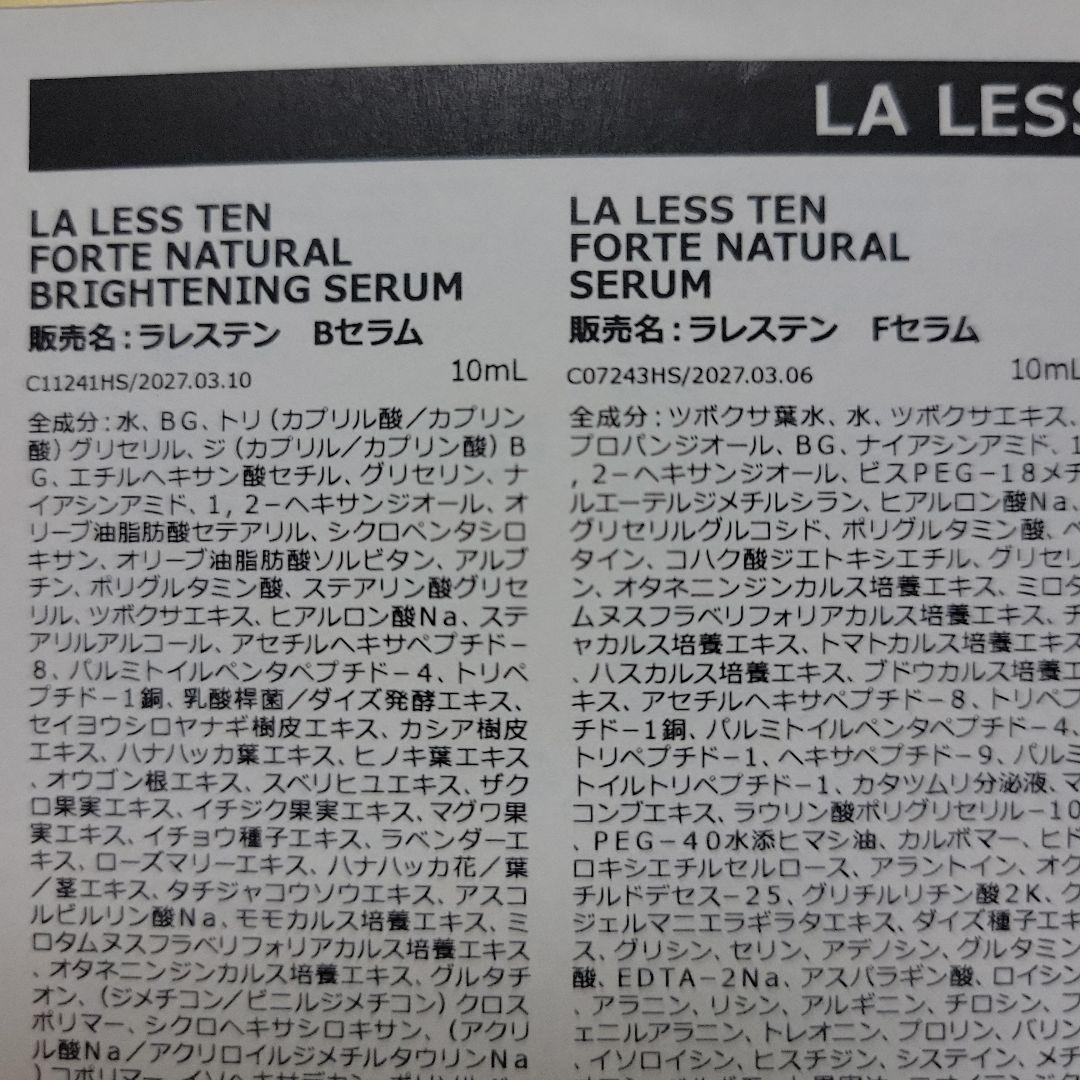 LA LESS
LA LESS TEN
FORTE NATURAL
BRIGHTENING SERUM
販売名：ラレステン　Bセラム
10mL
C11241HS/2027.03.10
全成分：水、BG、トリ（カプリル酸／カプリン
酸）グリセリル、ジ（カプリル／カプリン酸）B
G、エチルヘキサン酸セチル、グリセリン、ナ
イアシンアミド、1，2－ヘキサンジオール、オ
リーブ油脂肪酸セテアリル、シクロペンタシロ
キサン、オリーブ油脂肪酸ソルビタン、アルブ
チン、ポリグルタミン酸、ステアリン酸グリセ
リル、ツボクサエキス、ヒアルロン酸Na、ステ
アリルアルコール、アセチルヘキサペプチド－
8、パルミトイルペンタペプチド－4、トリペ
プチド－1銅、乳酸桿菌／ダイズ発酵エキス、
セイヨウシロヤナギ樹皮エキス、カシア樹皮
エキス、ハナハッカ葉エキス、ヒノキ葉エキス
、オウゴン根エキス、スベリヒユエキス、ザク
ロ果実エキス、イチジク果実エキス、マグワ果
実エキス、イチョウ種子エキス、ラベンダーエ
キス、ローズマリーエキス、ハナハッカ花／葉
／茎エキス、タチジャコウソウエキス、アスコ
ルビルリン酸Na、モモカルス培養エキス、ミ
ロタムヌスフラベリフォリアカルス培養エキス
、オタネニンジンカルス培養エキス、グルタチ
オン、（ジメチコン／ビニルジメチコン）クロス
ポリマー、シクロヘキサシロキサン、（アクリ
ル酸Na／アクリロイルジメチルタウリンNa
）コポリマー、イソヘキサデカン、
LA LESS TEN
FORTE NATURAL
SERUM
販売名：ラレステン　Fセラム
10mL
C07243HS/2027.03.06
全成分：ツボクサ葉水、水、ツボクサエキス、
プロパンジオール、BG、ナイアシンアミド、1
，2－ヘキサンジオール、ビスPEG－18メチ
ルエーテルジメチルシラン、ヒアルロン酸Na、
グリセリルグルコシド、ポリグルタミン酸、ベ
タイン、コハク酸ジエトキシエチル、グリセリ
ン、オタネニンジンカルス培養エキス、ミロタ
ムヌスフラベリフォリアカルス培養エキス、チ
ャカルス培養エキス、トマトカルス培養エキス
、ハスカルス培養エキス、ブドウカルス培養エ
キス、アセチルヘキサペプチド－8、トリペプ
チド－1銅、パルミトイルペンタペプチド－4、
トリペプチド－1、ヘキサペプチド－9、パルミ
トイルトリペプチド－1、カタツムリ分泌液、マ
コンブエキス、ラウリン酸ポリグリセリル－10
、PEG－40水添ヒマシ油、カルボマー、ヒド
ロキシエチルセルロース、アラントイン、オク
チルドデセス－25、グリチルリチン酸2K、ク
ジェルマニエラギラタエキス、ダイズ種子エキ
ス、グリシン、セリン、アデノシン、グルタミン
酸、EDTA－2Na、アスパラギン酸、ロイシン
、アラニン、リシン、アルギニン、チロシン、フ
ェニルアラニン、トレオニン、プロリン、バリン
、イソロイシン、ヒスチジン、システイン、メチ